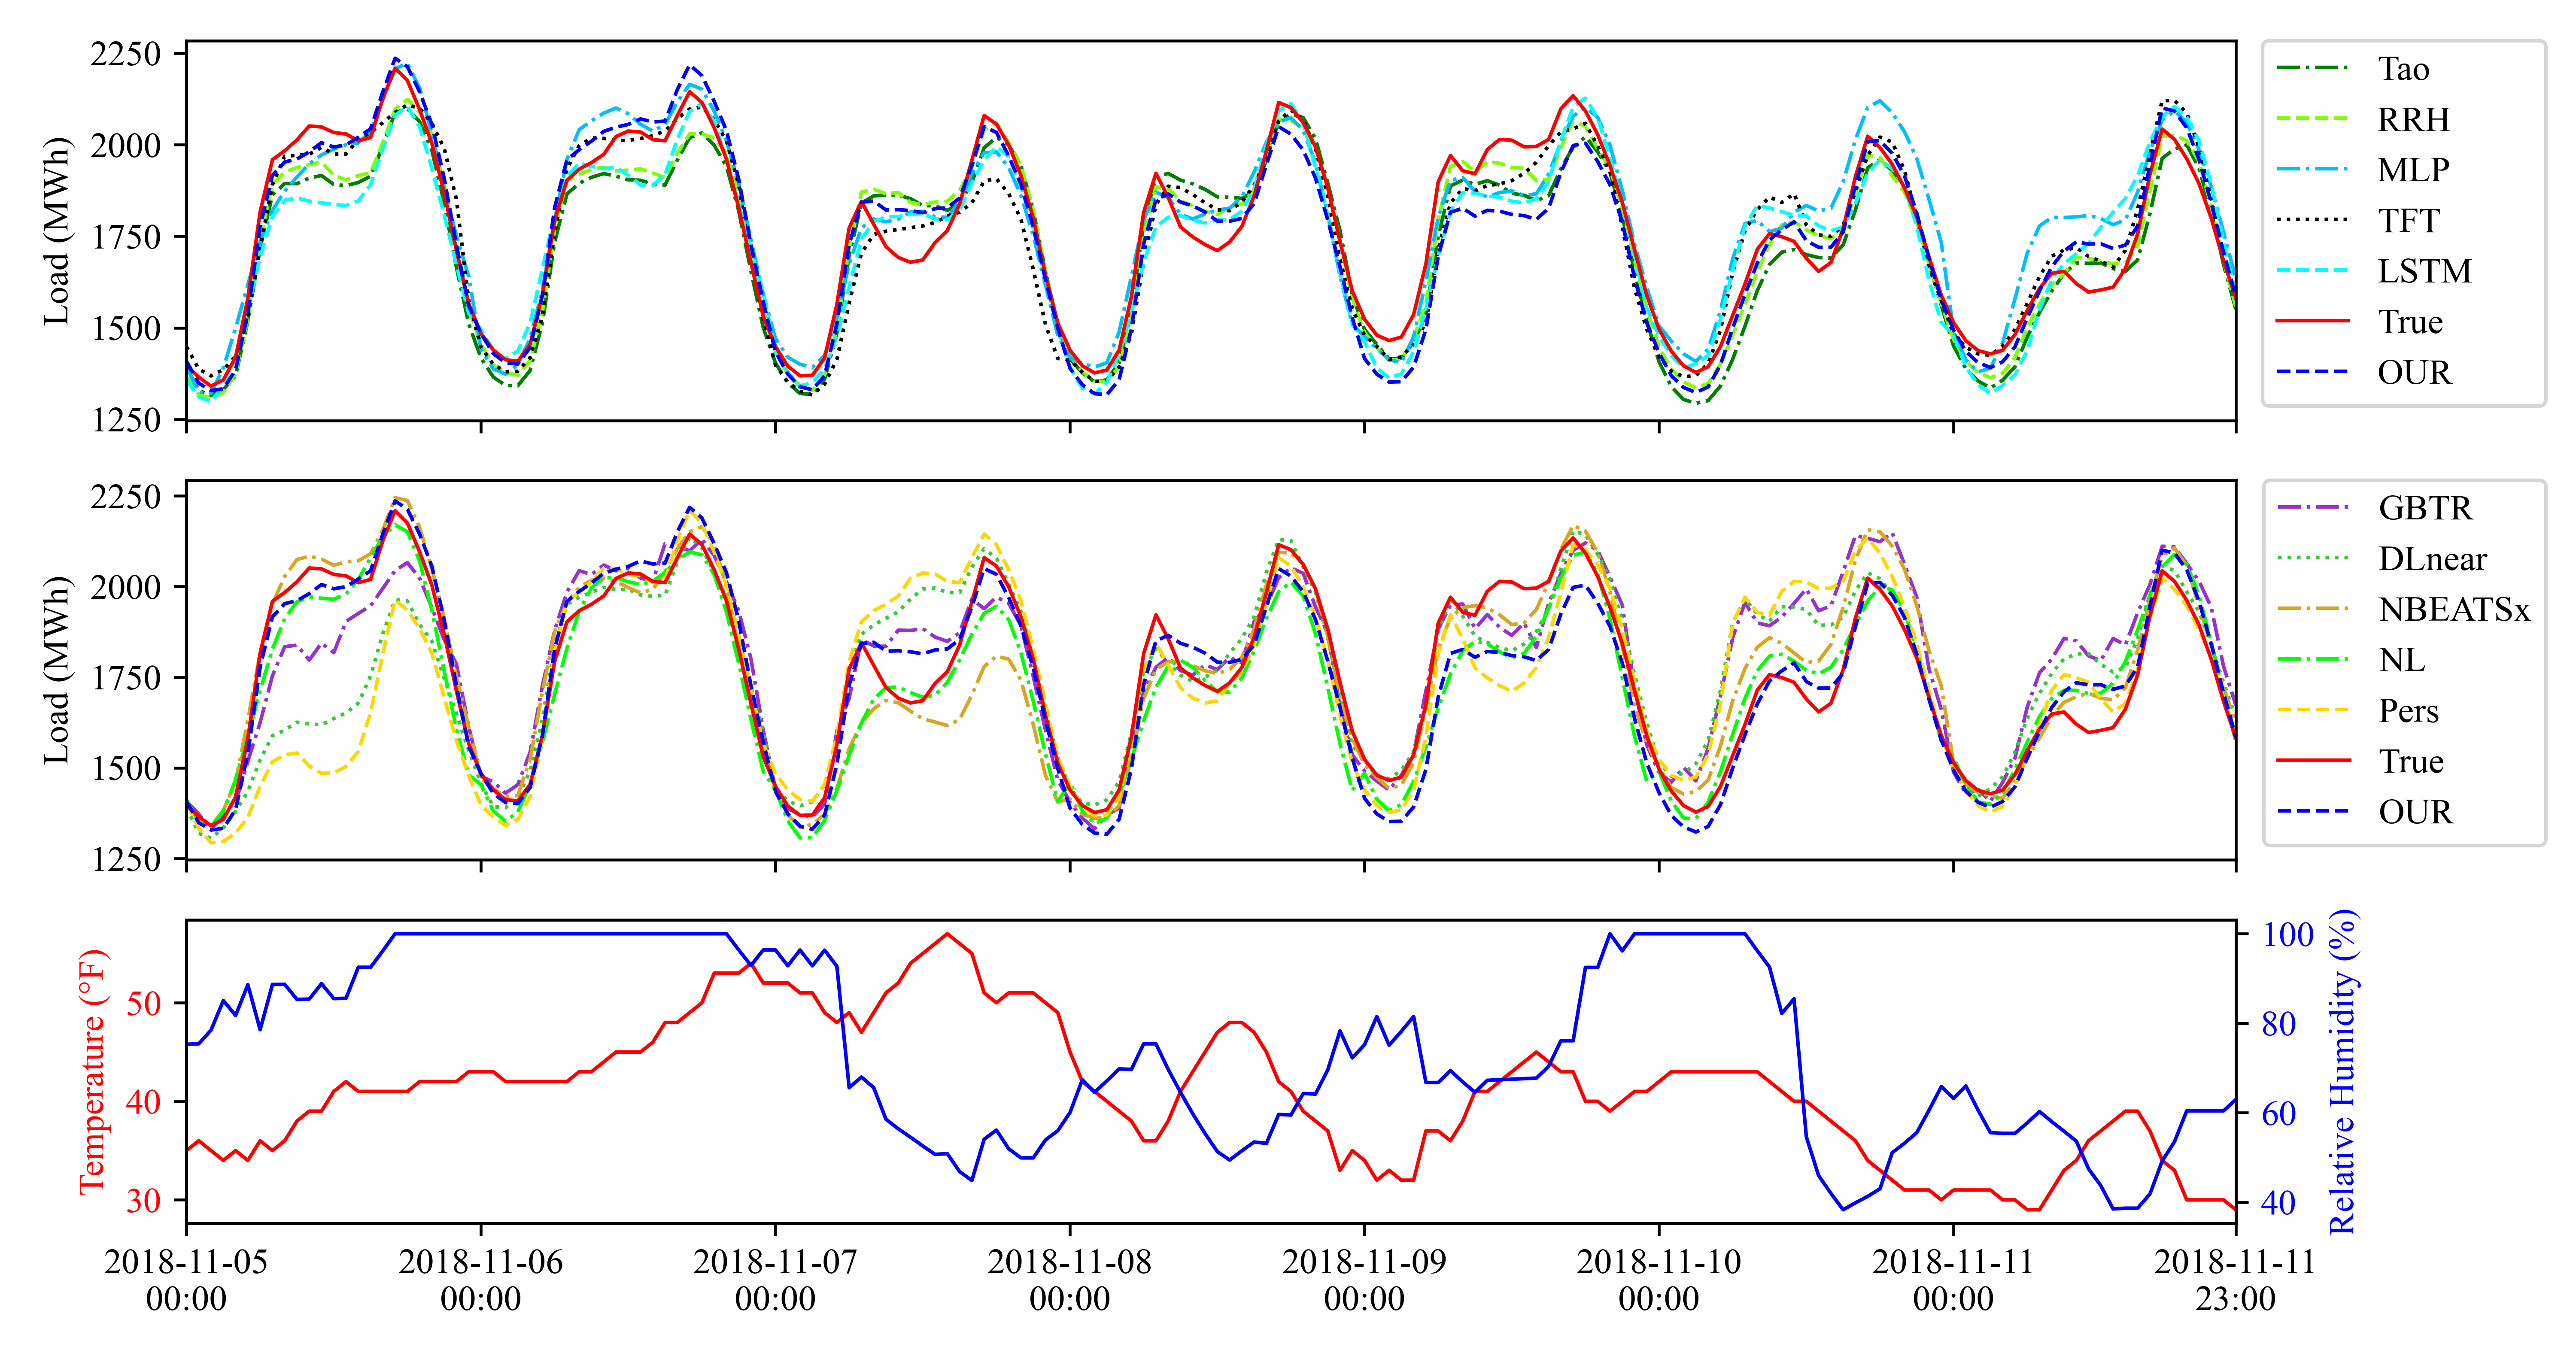 Load (MWh)
2250
2000
1750
1500
1250
Tao
RRH
MLP
TFT
LSTM
True
OUR
Load (MWh)
2250
2000
1750
1500
1250
GBTR
DLnear
NBEATSx
NL
Pers
True
OUR
Temperature (°F)
50
40
30
100
80
60
40
Relative Humidity (%)
2018-11-05 2018-11-06 2018-11-07 2018-11-08 2018-11-09 2018-11-10 2018-11-11 2018-11-11
00:00 00:00 00:00 00:00 00:00 00:00 00:00 23:00